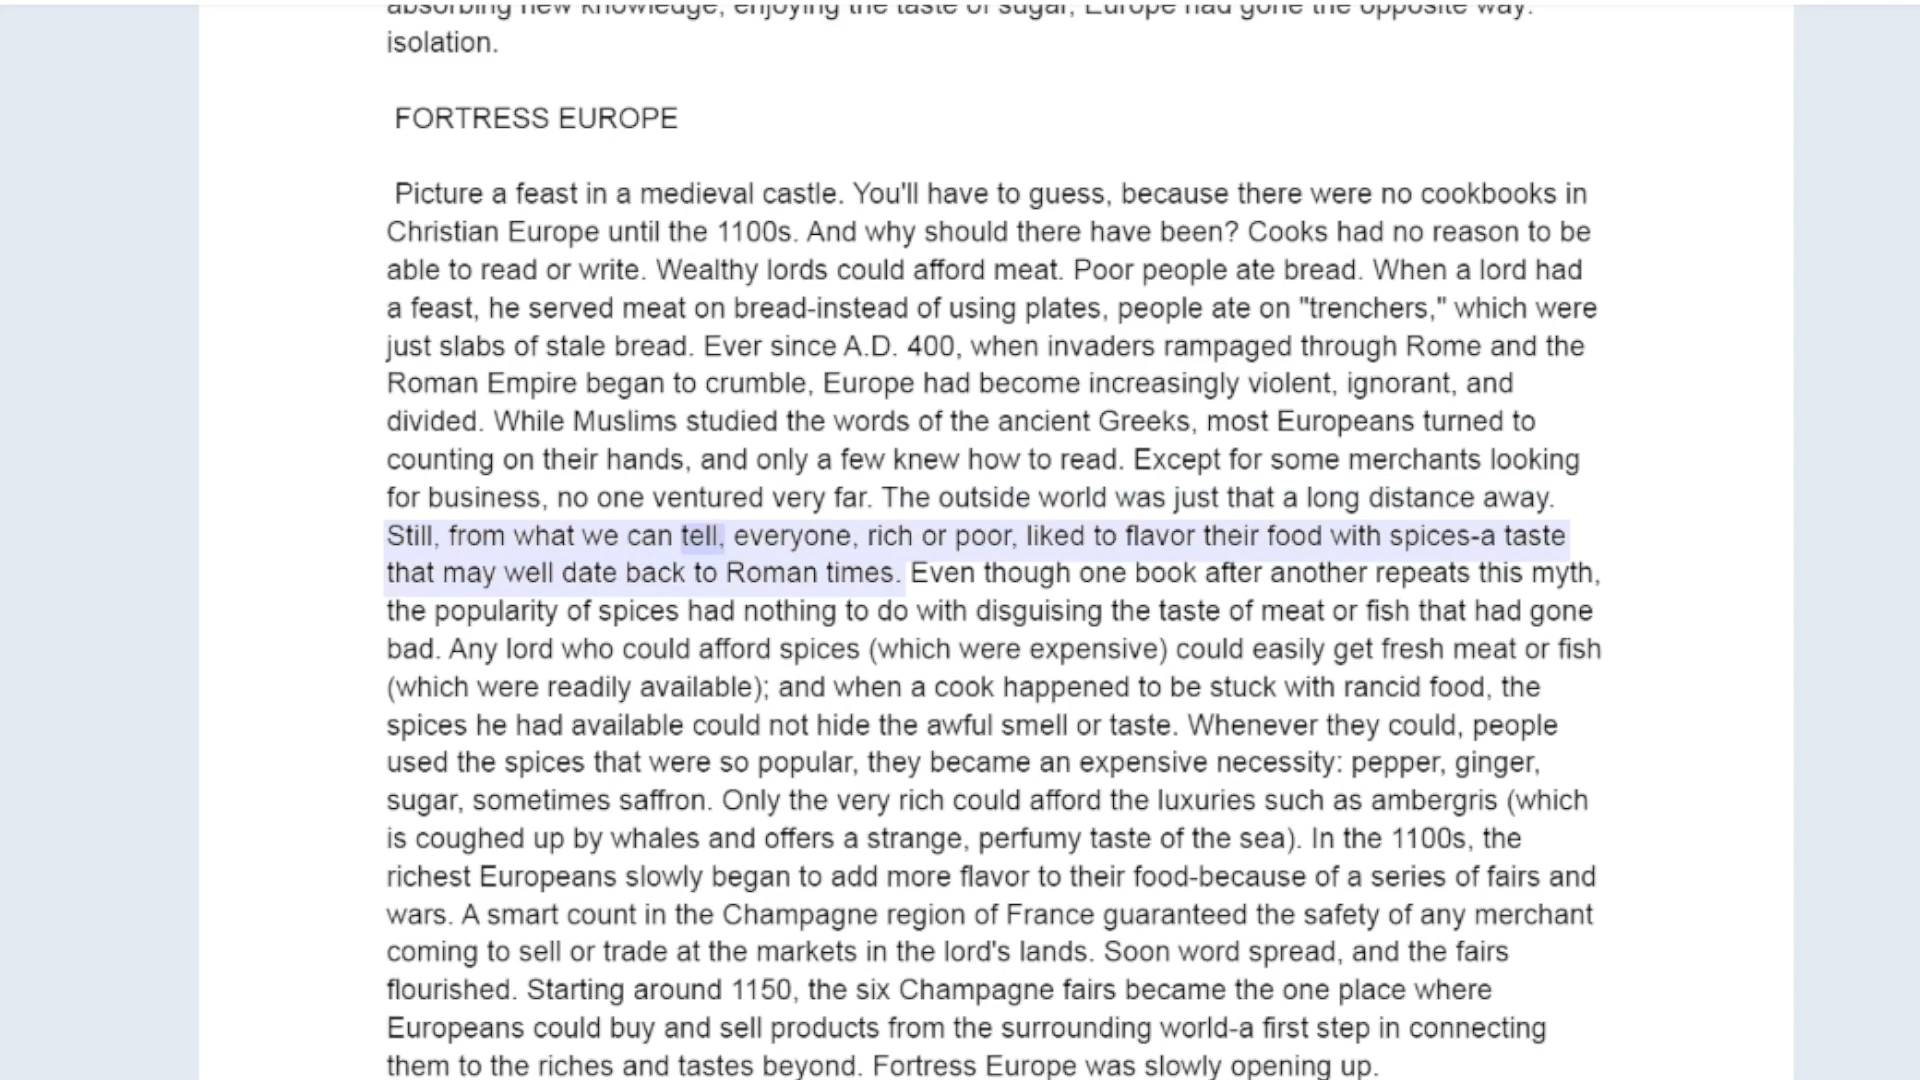 absorbing new knowledge, enjoying the taste of sugar, Europe had gone the opposite way:
isolation.
FORTRESS EUROPE
Picture a feast in a medieval castle. You'll have to guess, because there were no cookbooks in
Christian Europe until the 1100s. And why should there have been? Cooks had no reason to be
able to read or write. Wealthy lords could afford meat. Poor people ate bread. When a lord had
a feast, he served meat on bread-instead of using plates, people ate on "trenchers," which were
just slabs of stale bread. Ever since A.D. 400, when invaders rampaged through Rome and the
Roman Empire began to crumble, Europe had become increasingly violent, ignorant, and
divided. While Muslims studied the words of the ancient Greeks, most Europeans turned to
counting on their hands, and only a few knew how to read. Except for some merchants looking
for business, no one ventured very far. The outside world was just that a long distance away.
Still, from what we can tell, everyone, rich or poor, liked to flavor their food with spices-a taste
that may well date back to Roman times. Even though one book after another repeats this myth,
the popularity of spices had nothing to do with disguising the taste of meat or fish that had gone
bad. Any lord who could afford spices (which were expensive) could easily get fresh meat or fish
(which were readily available); and when a cook happened to be stuck with rancid food, the
spices he had available could not hide the awful smell or taste. Whenever they could, people
used the spices that were so popular, they became an expensive necessity: pepper, ginger,
sugar, sometimes saffron. Only the very rich could afford the luxuries such as ambergris (which
is coughed up by whales and offers a strange, perfumy taste of the sea). In the 1100s, the
richest Europeans slowly began to add more flavor to their food-because of a series of fairs and
wars. A smart count in the Champagne region of France guaranteed the safety of any merchant
coming to sell or trade at the markets in the lord's lands. Soon word spread, and the fairs
flourished. Starting around 1150, the six Champagne fairs became the one place where
Europeans could buy and sell products from the surrounding world-a first step in connecting
them to the riches and tastes beyond. Fortress Europe was slowly opening up.